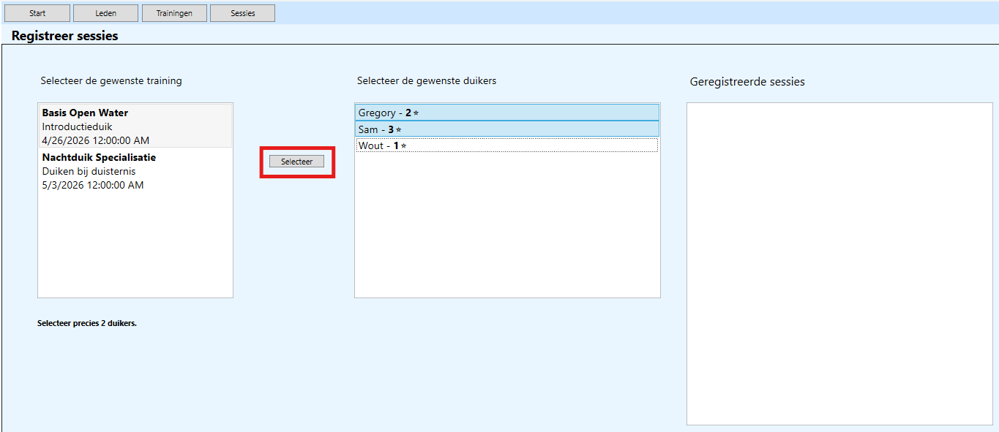 Start Leden Trainingen Sessies
Registreer sessies
Selecteer de gewenste training
Basis Open Water
Introductieduik
4/26/2026 12:00:00 AM
Nachtduik Specialisatie
Duiken bij duisternis
5/3/2026 12:00:00 AM
Selecteer
Selecteer de gewenste duikers
Gregory - 2 ⭐
Sam - 3 ⭐
Wout - 1 ⭐
Geregistreerde sessies
Selecteer precies 2 duikers.